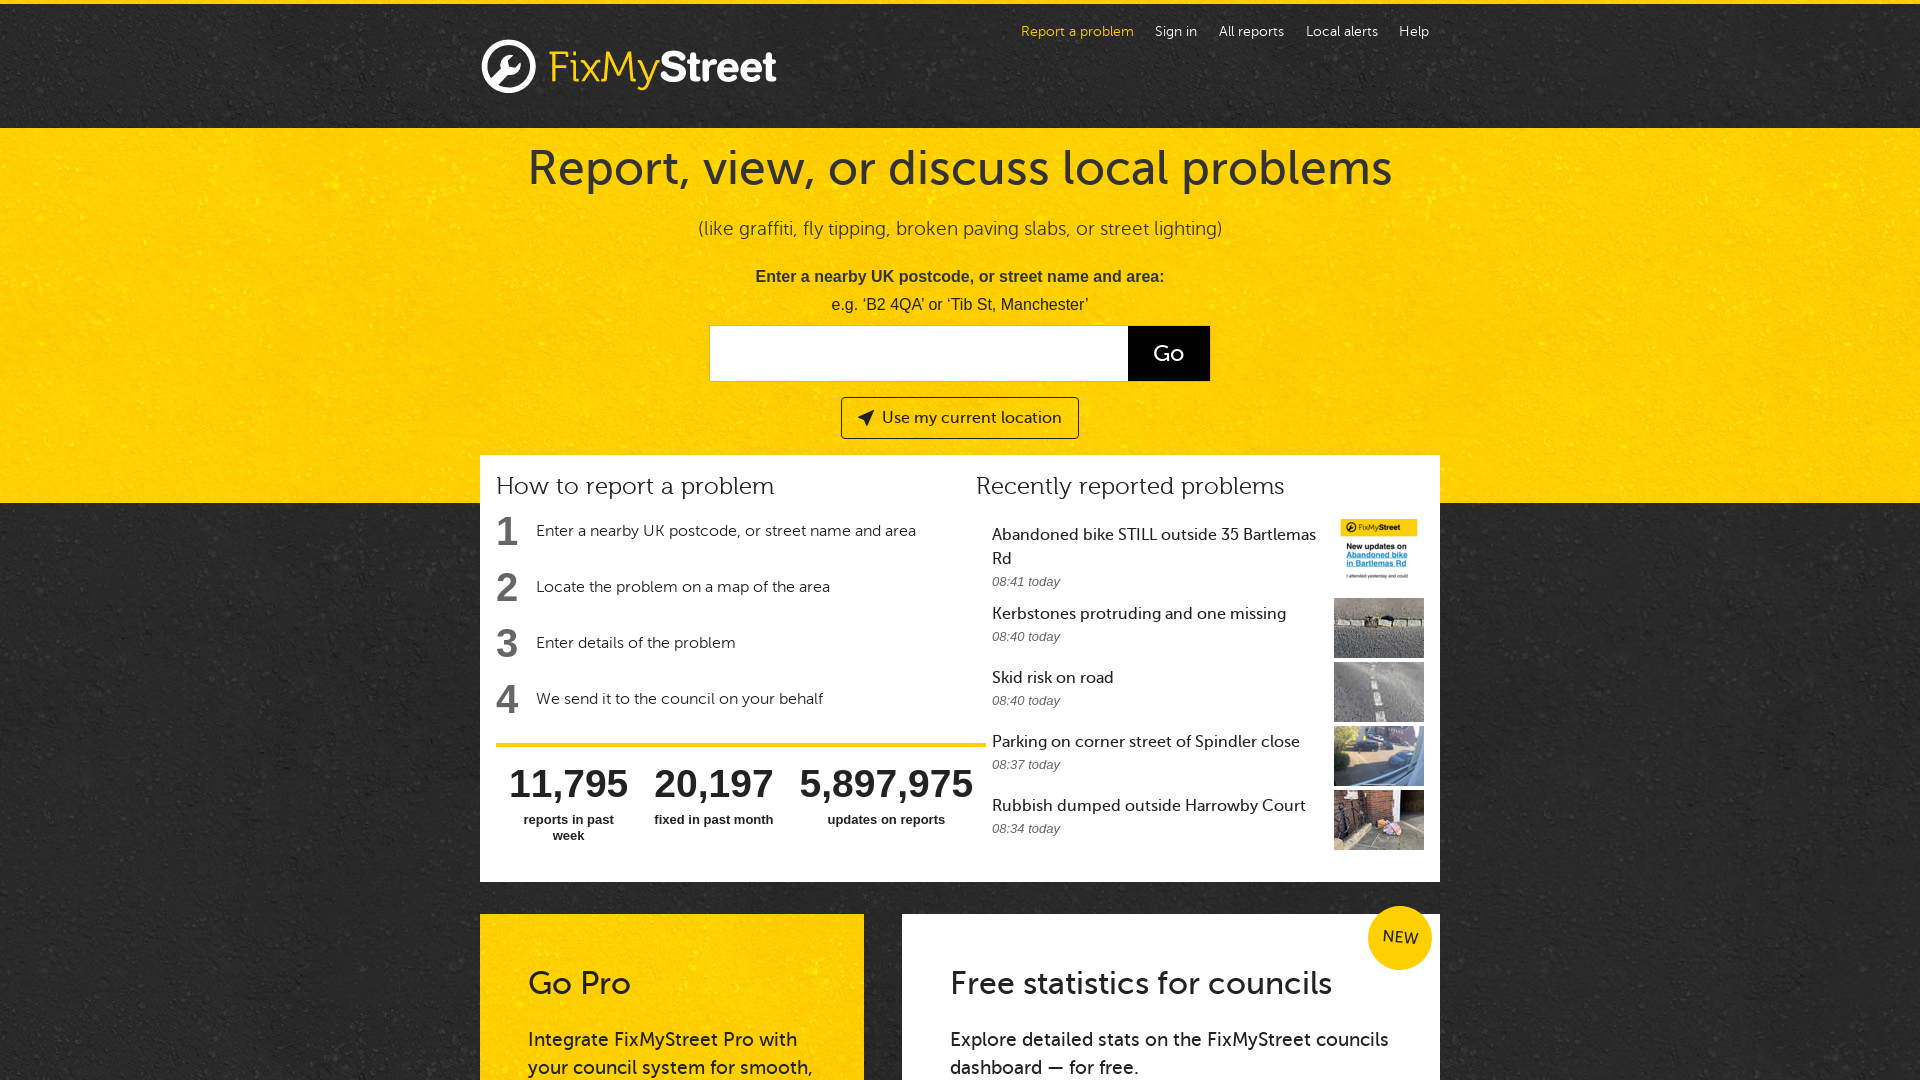 Report a problem
Sign in
All reports
Local alerts
Help
FixMyStreet
Report, view, or discuss local problems
(like graffiti, fly tipping, broken paving slabs, or street lighting)
Enter a nearby UK postcode, or street name and area:
e.g. ‘B2 4QA’ or ‘Tib St, Manchester’
Go
Use my current location
How to report a problem
1 Enter a nearby UK postcode, or street name and area
2 Locate the problem on a map of the area
3 Enter details of the problem
4 We send it to the council on your behalf
11,795
reports in past
week
20,197
fixed in past month
5,897,975
updates on reports
Recently reported problems
Abandoned bike STILL outside 35 Bartlemas
Rd
08:41 today
FixMyStreet
New updates on
Abandoned bike
in Bartlemas Rd
I attended yesterday and could
Kerbstones protruding and one missing
08:40 today
Skid risk on road
08:40 today
Parking on corner street of Spindler close
08:37 today
Rubbish dumped outside Harrowby Court
08:34 today
Go Pro
Integrate FixMyStreet Pro with
your council system for smooth,
NEW
Free statistics for councils
Explore detailed stats on the FixMyStreet councils
dashboard — for free.